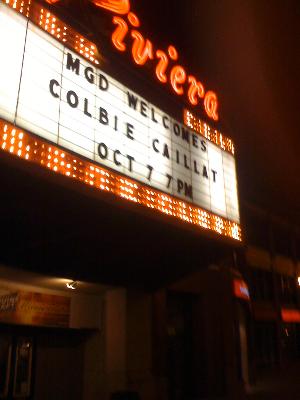 Riviera
MGD WELCOMES
COLBIE CAILLAT
OCT 7 7PM